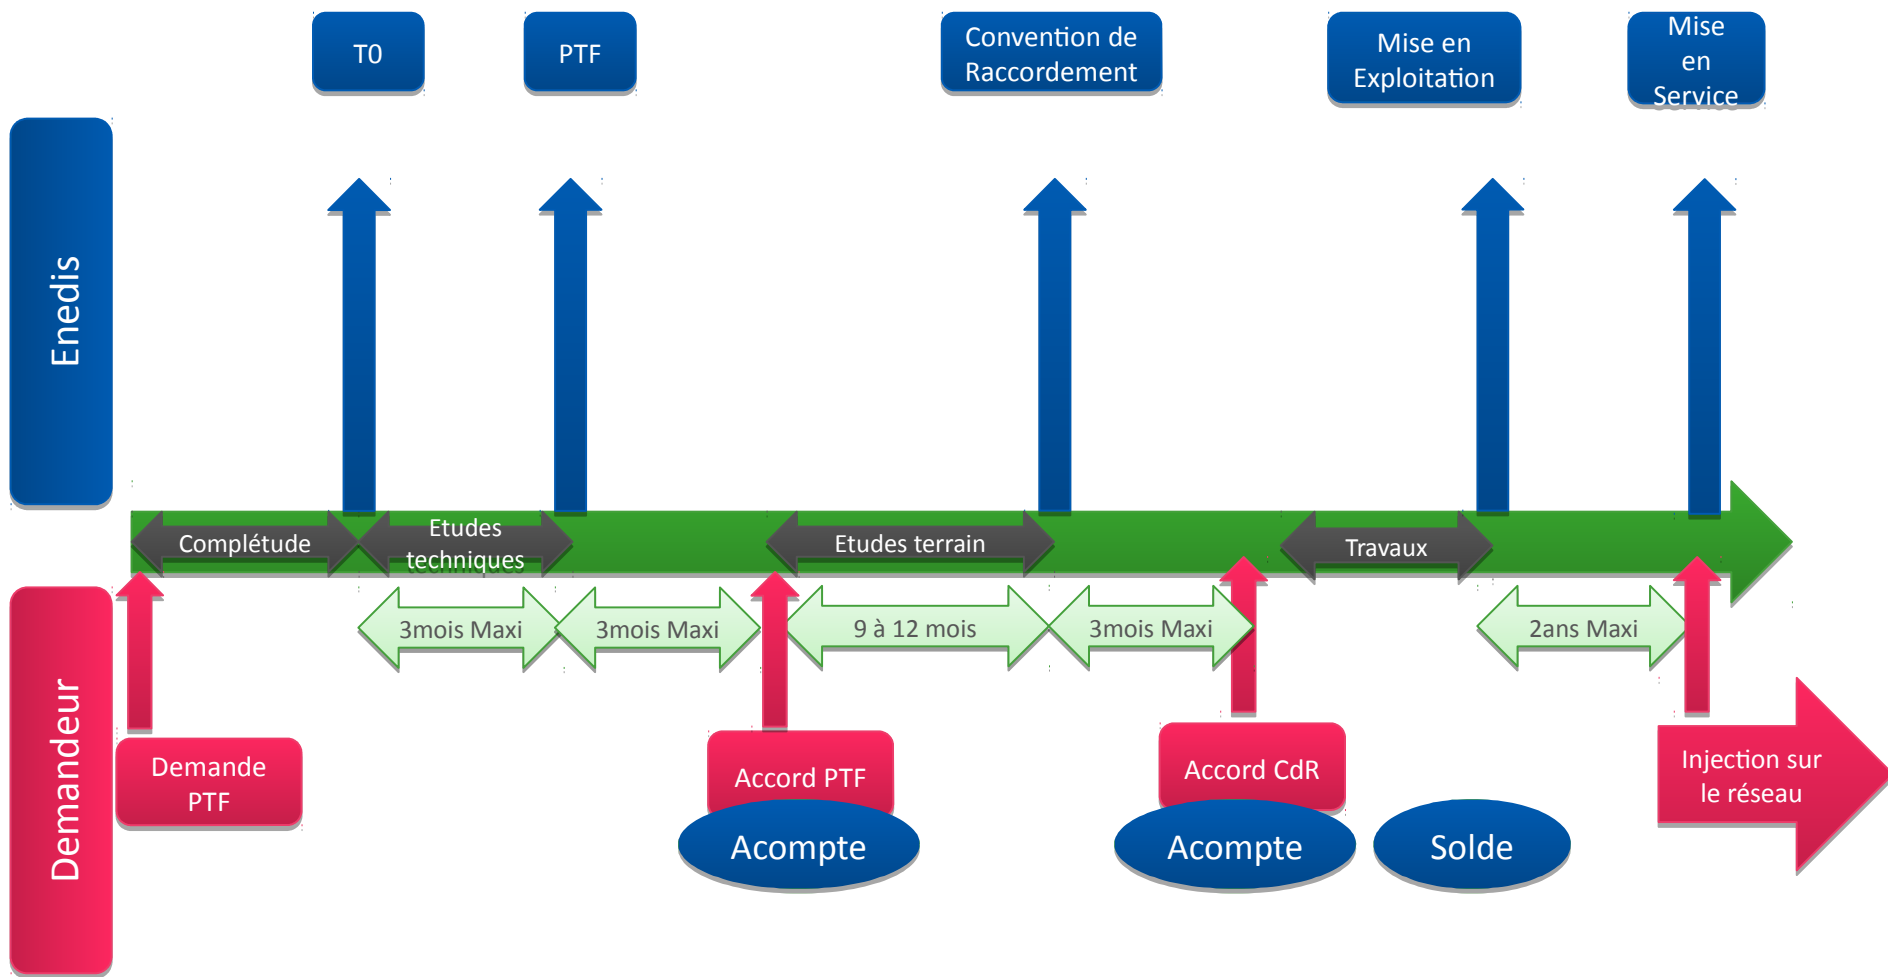 T0
PTF
Convention de
Raccordement
Mise en
Exploitation
Mise
en
Service
Enedis
Complétude
Etudes
techniques
Etudes terrain
Travaux
3mois Maxi
3mois Maxi
9 à 12 mois
3mois Maxi
2ans Maxi
Demandeur
Demande
PTF
Accord PTF
Acompte
Accord CdR
Acompte
Solde
Injection sur
le réseau